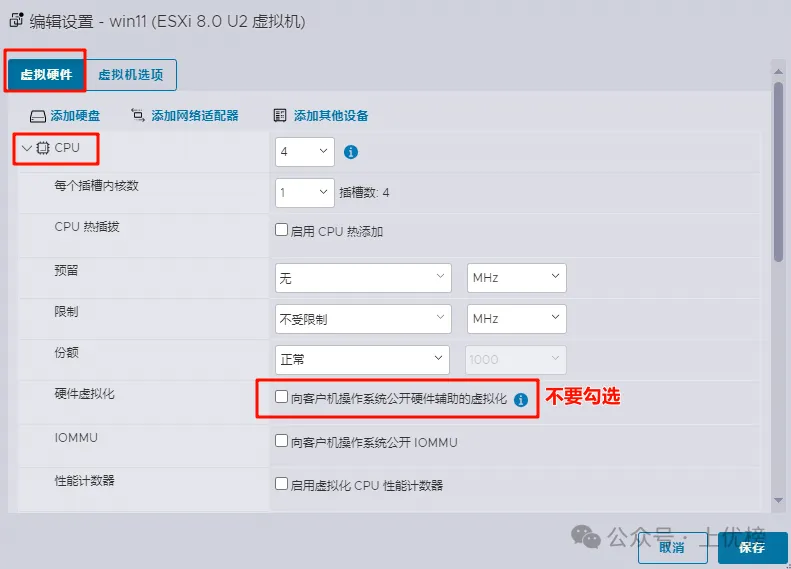 编辑设置 - win11 (ESXi 8.0 U2 虚拟机)
虚拟硬件 虚拟机选项
添加硬盘 添加网络适配器 添加其他设备
CPU 4
每个插槽内核数 1 插槽数: 4
CPU 热插拔 启用 CPU 热添加
预留 无 MHz
限制 不受限制 MHz
份额 正常 1000
硬件虚拟化 向客户机操作系统公开硬件辅助的虚拟化 不要勾选
IOMMU 向客户机操作系统公开 IOMMU
性能计数器 启用虚拟化 CPU 性能计数器
公众号 · 上优榜
取消 保存